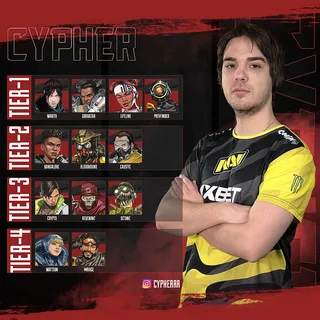 CYPHER
TIER-1
WRAITH GIBRALTAR LIFELINE PATHFINDER
TIER-2
BANGALORE BLOODHOUND CAUSTIC
TIER-3
CRYPTO REVENANT OCTANE
TIER-4
WATTSON MIRAGE
NAVI
XBET
CYPHERRR